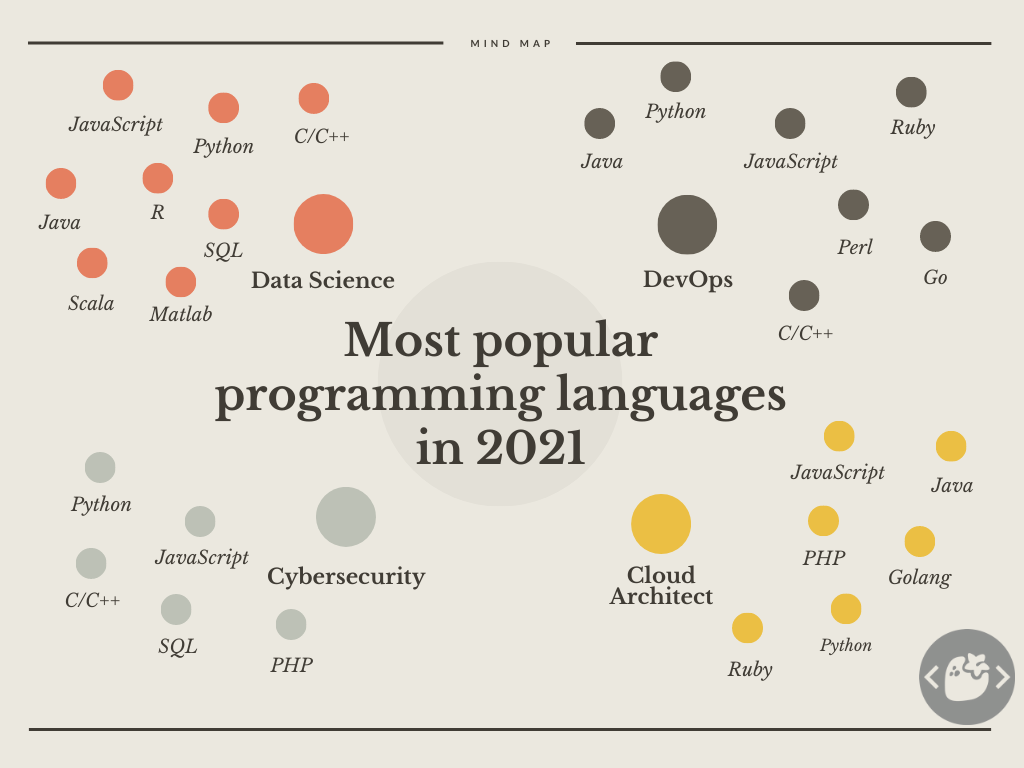 MIND MAP
JavaScript
Python
C/C++
Java
R
SQL
Scala
Matlab
Data Science
Python
Java
JavaScript
Ruby
Perl
Go
DevOps
C/C++
Most popular
programming languages
in 2021
Python
JavaScript
C/C++
SQL
PHP
Cybersecurity
JavaScript
Java
PHP
Golang
Cloud
Architect
Ruby
Python